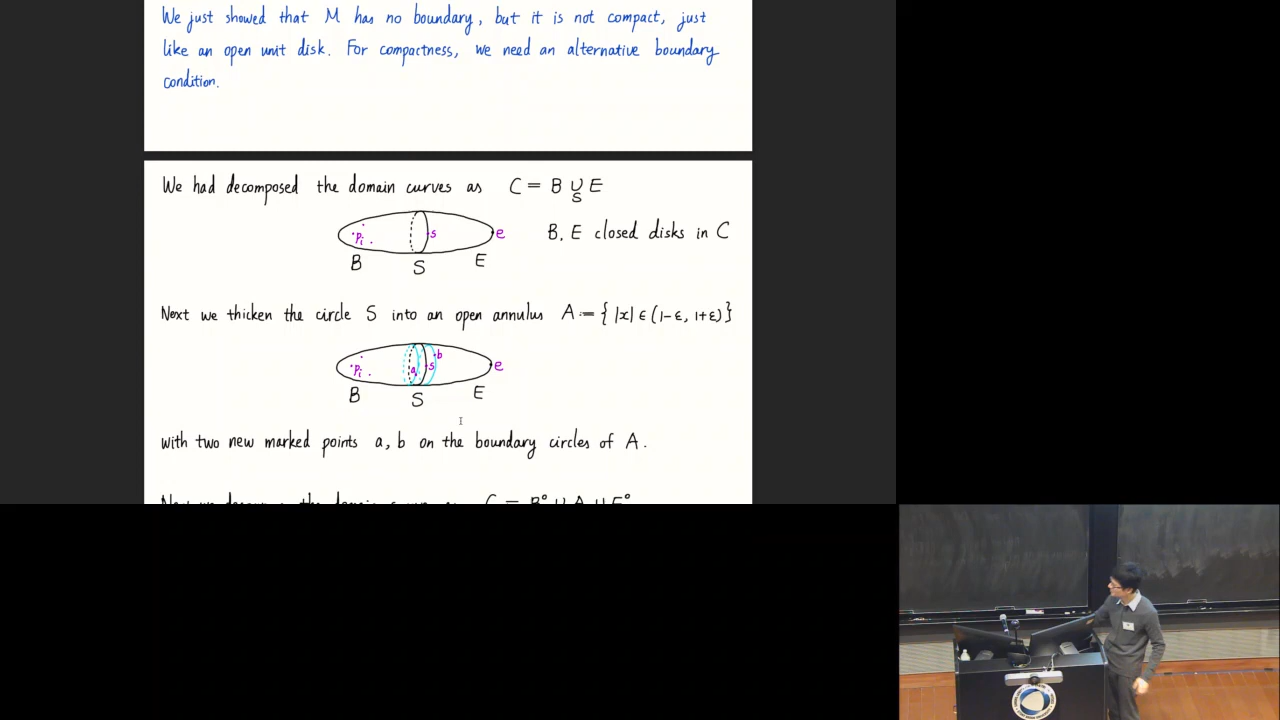 We just showed that M has no boundary, but it is not compact, just
like an open unit disk. For compactness, we need an alternative boundary
condition.
We had decomposed the domain curves as C = B ∪ E
S
Pi s e
B S E
B, E closed disks in C
Next we thicken the circle S into an open annulus A := { |x| ∈ (1-ε, 1+ε) }
Pi a s b e
B S E
with two new marked points a, b on the boundary circles of A.